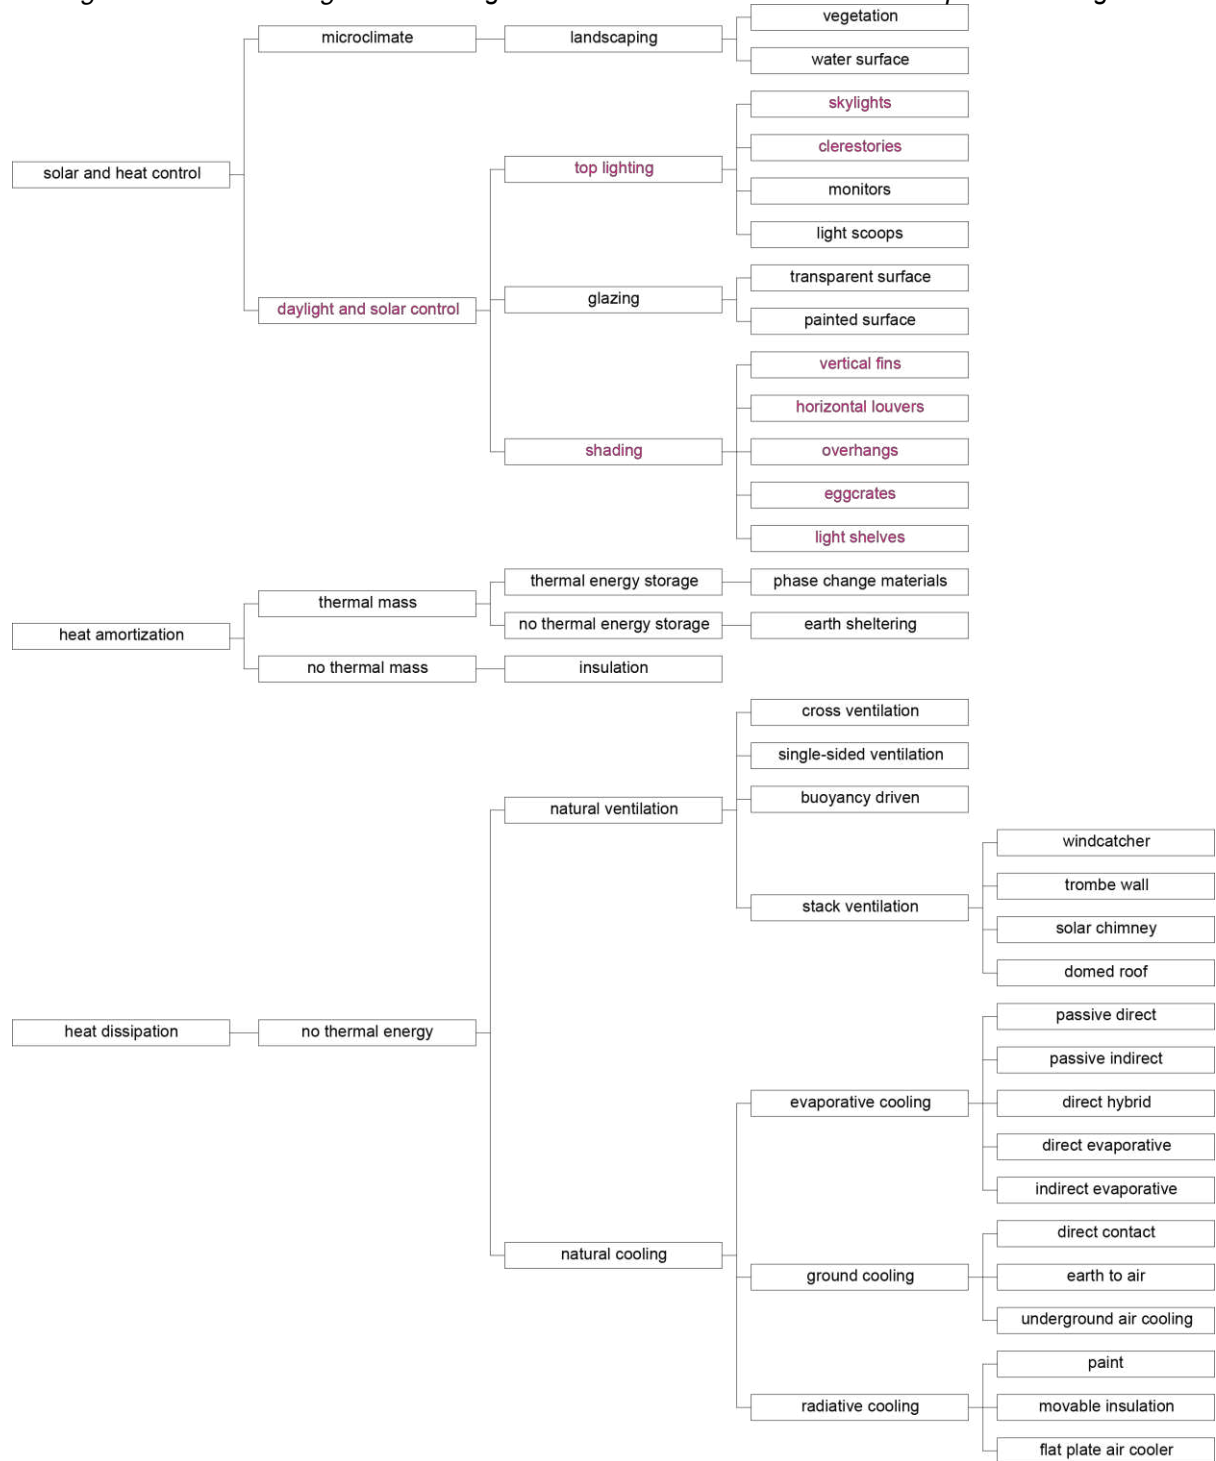 vegetation
microclimate
landscaping
water surface
skylights
clerestories
solar and heat control
top lighting
monitors
light scoops
transparent surface
glazing
daylight and solar control
painted surface
vertical fins
horizontal louvers
shading
overhangs
eggcrates
light shelves
thermal energy storage
phase change materials
thermal mass
no thermal energy storage
earth sheltering
heat amortization
no thermal mass
insulation
cross ventilation
single-sided ventilation
natural ventilation
buoyancy driven
windcatcher
trombe wall
stack ventilation
solar chimney
domed roof
passive direct
heat dissipation
no thermal energy
passive indirect
evaporative cooling
direct hybrid
direct evaporative
indirect evaporative
direct contact
natural cooling
ground cooling
earth to air
underground air cooling
paint
radiative cooling
movable insulation
flat plate air cooler